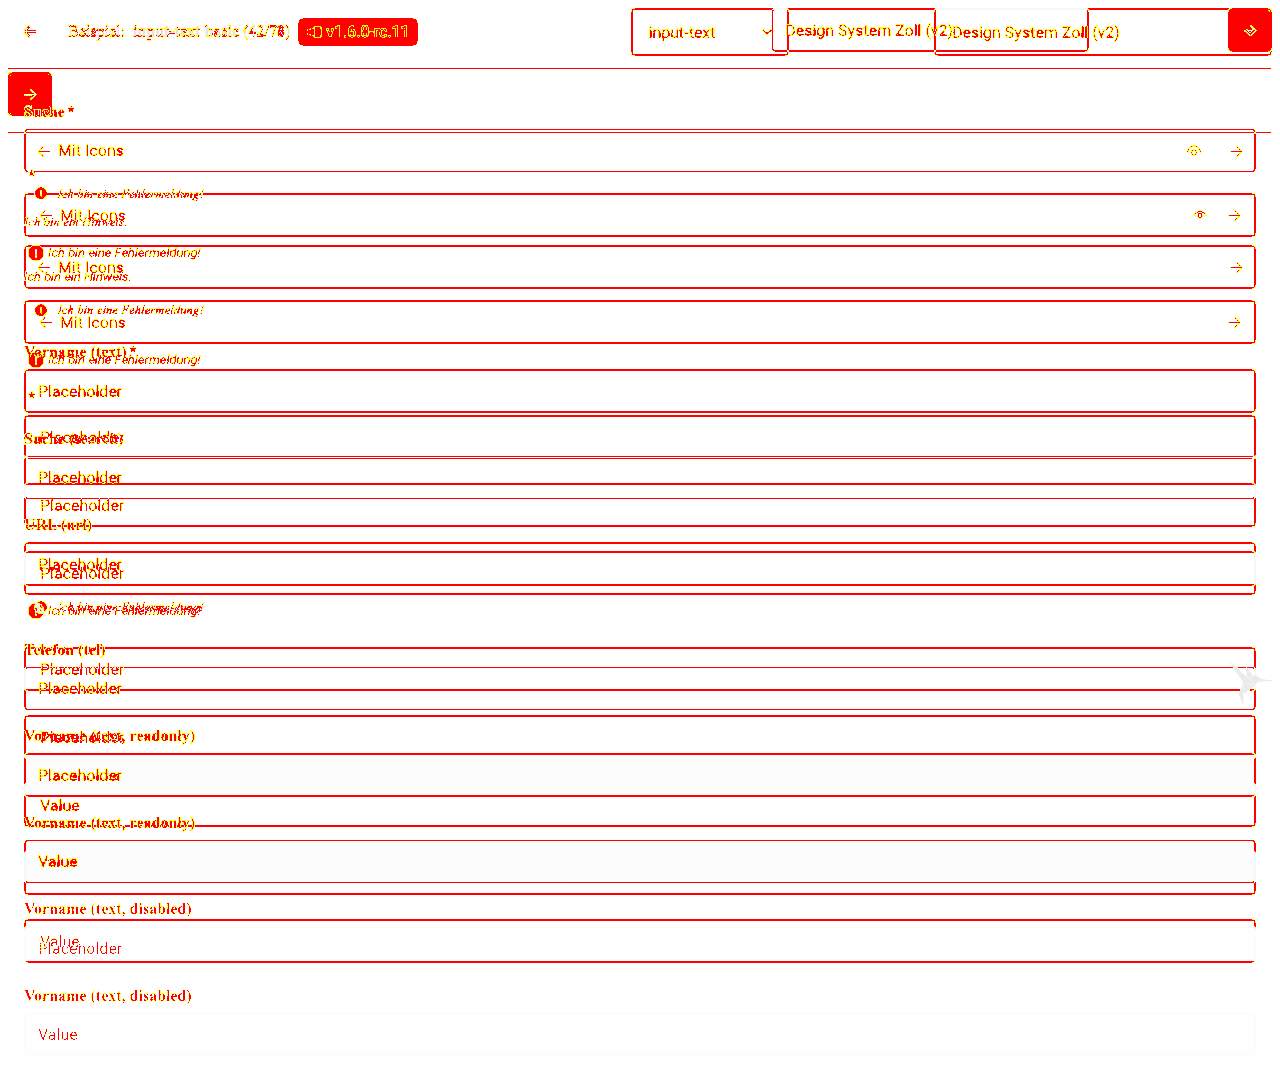 Beispiel: input-text basic (42/78) v1.6.0-rc.11 input-text Design System Zoll (v2) Design System Zoll (v2)
Suche *
Mit Icons
*
Ich bin eine Fehlermeldung!
Mit Icons
Ich bin ein Hinweis.
Ich bin eine Fehlermeldung!
Mit Icons
Ich bin ein Hinweis.
Ich bin eine Fehlermeldung!
Mit Icons
Vorname (text) *
Ich bin eine Fehlermeldung!
Placeholder
*
Placeholder
Suche (search)
Placeholder
Placeholder
URL (url)
Placeholder
Placeholder
Ich bin eine Fehlermeldung!
Ich bin eine Fehlermeldung!
Telefon (tel)
Placeholder
Placeholder
Vorname (text, readonly)
Placeholder
Placeholder
Value
Vorname (text, readonly)
Value
Vorname (text, disabled)
Value
Placeholder
Vorname (text, disabled)
Value